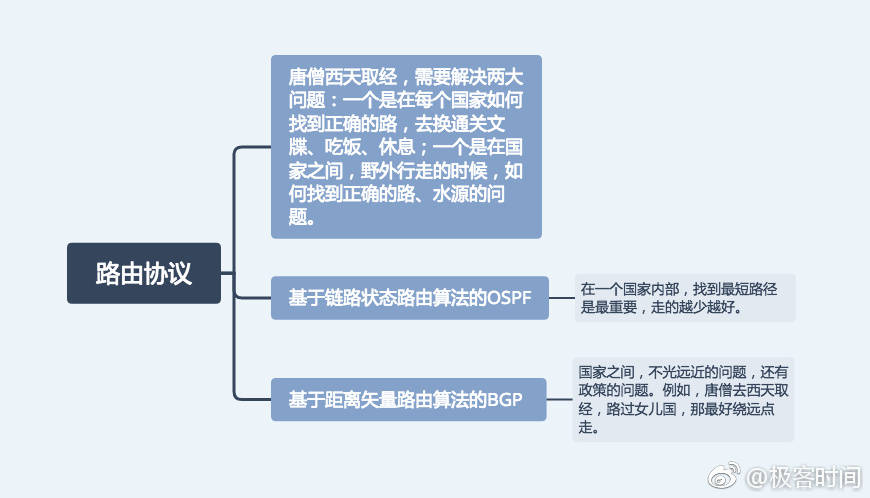 唐僧西天取经，需要解决两大
问题：一个是在每个国家如何
找到正确的路，去换通关文
牒、吃饭、休息；一个是在国
家之间，野外行走的时候，如
何找到正确的路、水源的问
题。
路由协议
基于链路状态路由算法的OSPF
在一个国家内部，找到最短路径
是最重要，走的越少越好。
基于距离矢量路由算法的BGP
国家之间，不光远近的问题，还有
政策的问题。例如，唐僧去西天取
经，路过女儿国，那最好绕远点
走。
@极客时间